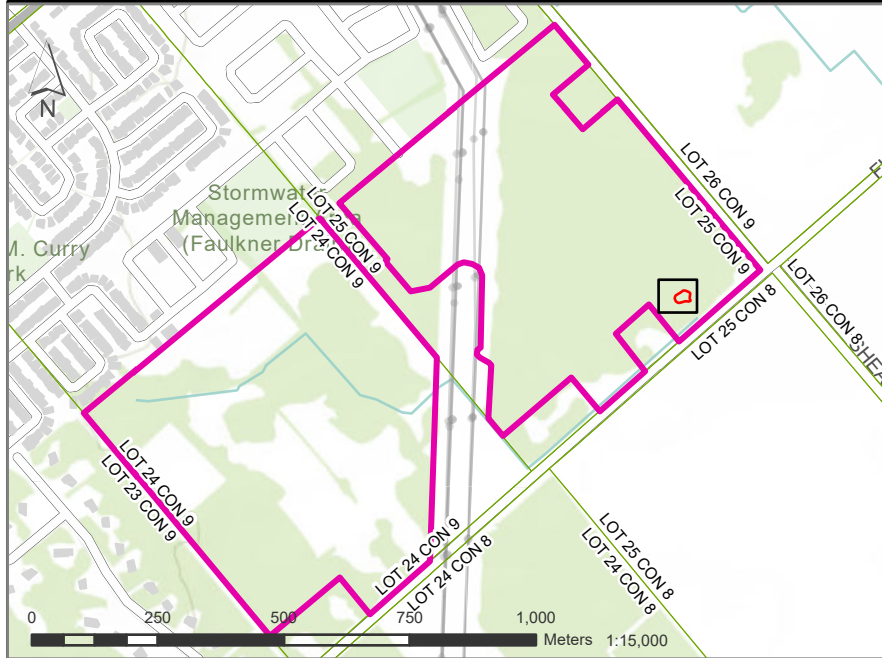 N
Stormwater
Management Area
(Faulkner Drain)
M. Curry
rk
LOT 25 CON 9
LOT 24 CON 9
LOT 26 CON 9
LOT 25 CON 9
LOT 26 CON 8
LOT 25 CON 8
SHEA
LOT 24 CON 9
LOT 23 CON 9
LOT 24 CON 9
LOT 24 CON 8
LOT 25 CON 8
LOT 24 CON 8
0 250 500 750 1,000
Meters 1:15,000